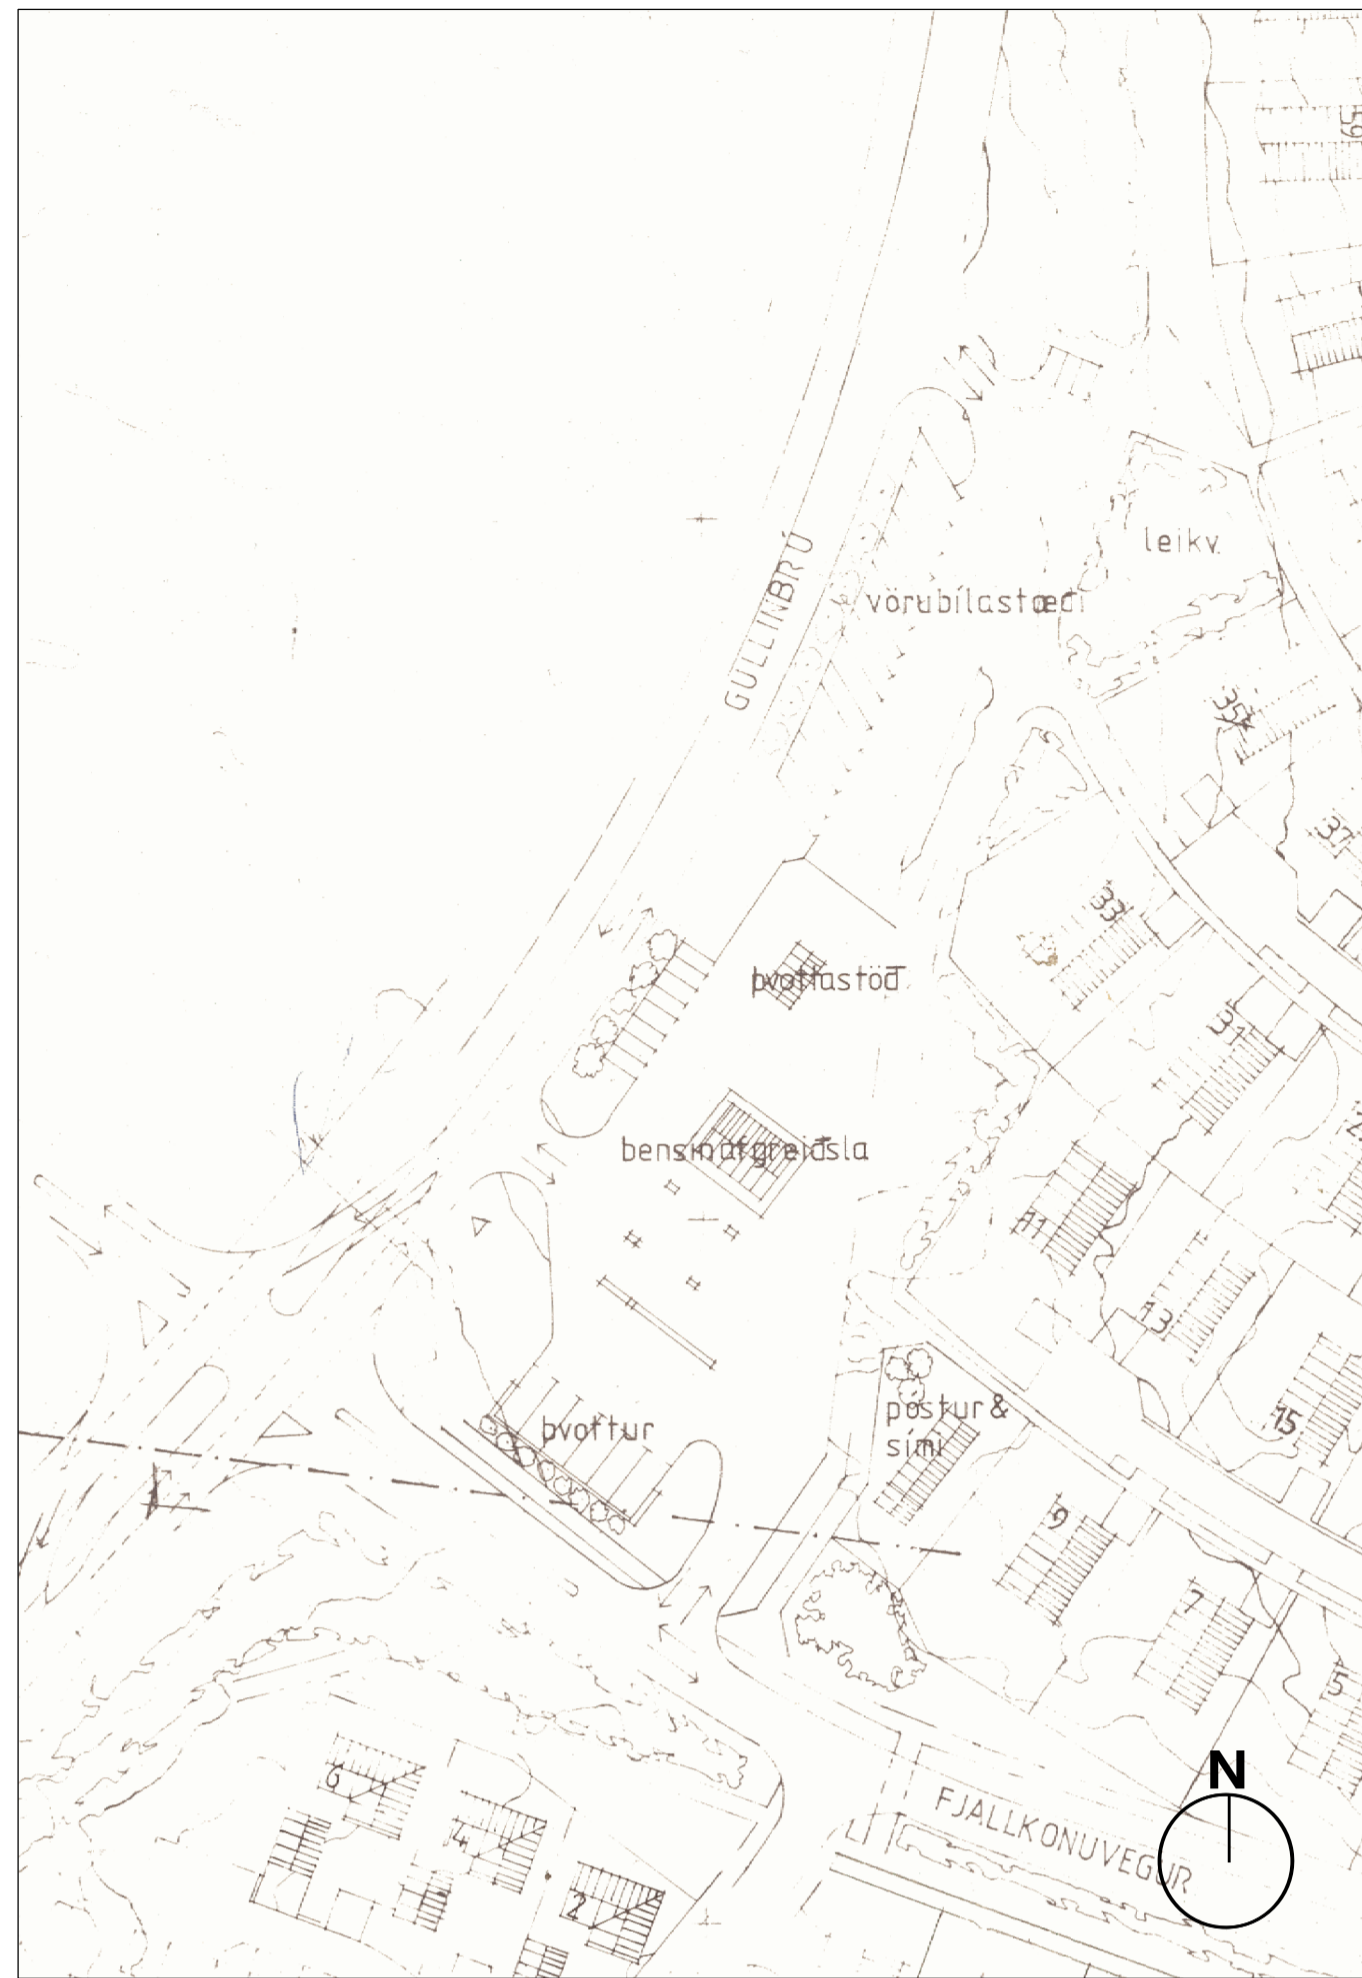 59
leikv.
GULLINBRÚ
vörubílastæði
35
37
33
þvottastöð
31
bensínafgreiðsla
11
13
þvottur
póstur &
sími
15
9
7
5
N
6
4
2
FJALLKONUVEGUR